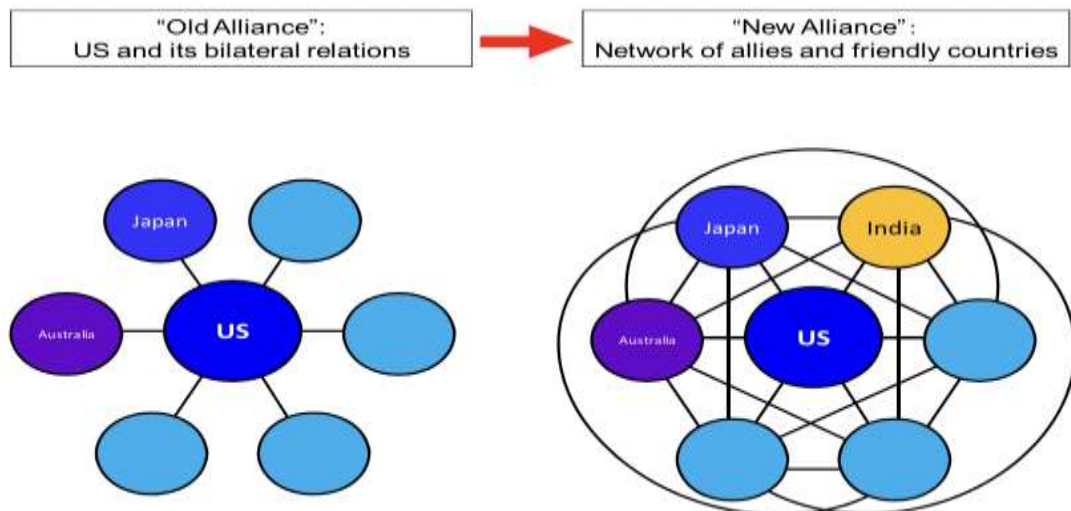 "Old Alliance":
US and its bilateral relations
"New Alliance":
Network of allies and friendly countries
Japan
Australia
US
Japan
India
Australia
US